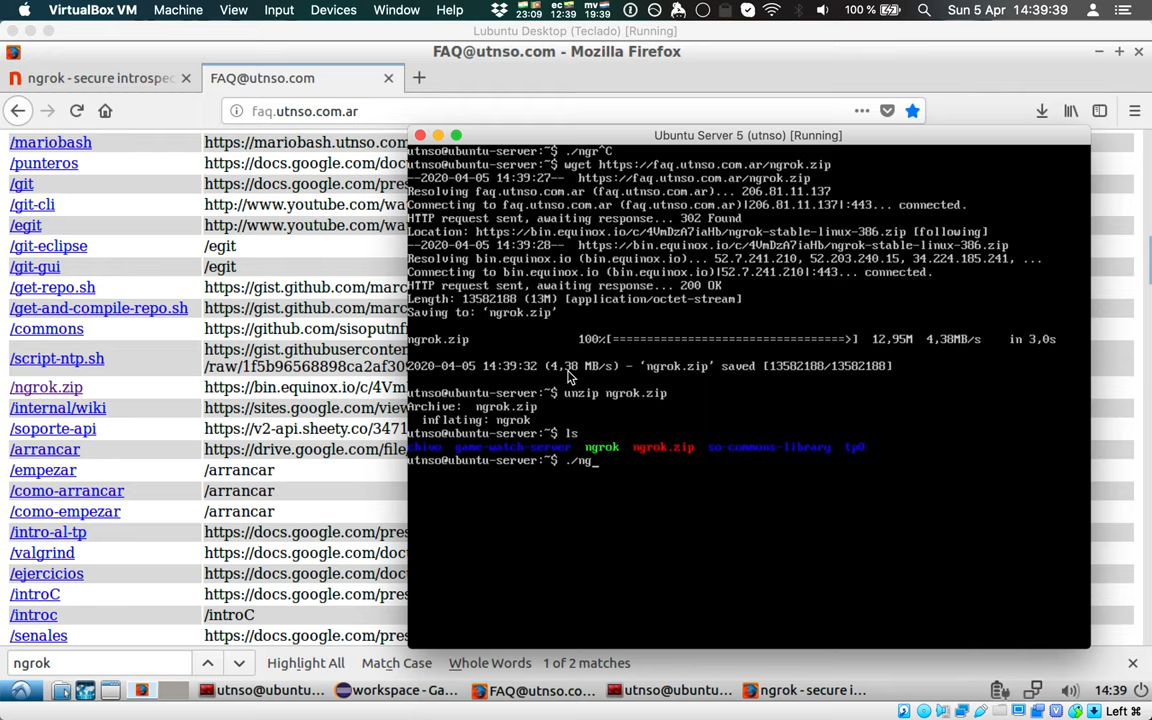 VirtualBox VM Machine View Input Devices Window Help 23:09 ec 12:39 mv 19:39 100 % Sun 5 Apr 14:39:39
Lubuntu Desktop (Teclado) [Running]
FAQ@utnso.com - Mozilla Firefox
ngrok - secure introspec
FAQ@utnso.com
faq.utnso.com.ar
/mariobash https://mariobash.utnso.com
/punteros https://docs.google.com/pres
/git https://docs.google.com/pres
/git-cli http://www.youtube.com/wa
/egit http://www.youtube.com/wa
/git-eclipse /egit
/git-gui /egit
/get-repo.sh https://gist.github.com/marc
/get-and-compile-repo.sh https://gist.github.com/marc
/commons https://github.com/sisoputnf
/script-ntp.sh https://gist.githubusercontent
/raw/1f5b96568ca2af302
/ngrok.zip https://bin.equinox.io/c/4Vm
/internal/wiki https://sites.google.com/view
/soporte-api https://v2-api.sheety.co/3471
/arrancar https://drive.google.com/file
/empezar /arrancar
/como-arrancar /arrancar
/como-empezar /arrancar
/intro-al-tp https://docs.google.com/pres
/valgrind https://docs.google.com/doc
/ejercicios https://docs.google.com/doc
/introC https://docs.google.com/pres
/introc /introC
/senales https://docs.google.com/pres
Ubuntu Server 5 (utnso) [Running]
utnso@ubuntu-server:~$ ./ngr^C
utnso@ubuntu-server:~$ wget https://faq.utnso.com.ar/ngrok.zip
--2020-04-05 14:39:27-- https://faq.utnso.com.ar/ngrok.zip
Resolving faq.utnso.com.ar (faq.utnso.com.ar)... 206.81.11.137
Connecting to faq.utnso.com.ar (faq.utnso.com.ar)|206.81.11.137|:443... connected.
HTTP request sent, awaiting response... 302 Found
Location: https://bin.equinox.io/c/4VmDzA7iaHb/ngrok-stable-linux-386.zip [following]
--2020-04-05 14:39:28-- https://bin.equinox.io/c/4VmDzA7iaHb/ngrok-stable-linux-386.zip
Resolving bin.equinox.io (bin.equinox.io)... 52.7.241.210, 52.203.240.15, 34.224.185.241, ...
Connecting to bin.equinox.io (bin.equinox.io)|52.7.241.210|:443... connected.
HTTP request sent, awaiting response... 200 OK
Length: 13582188 (13M) [application/octet-stream]
Saving to: ‘ngrok.zip’
ngrok.zip 100%[==================================>] 12,95M 4,38MB/s in 3,0s
2020-04-05 14:39:32 (4,38 MB/s) - ‘ngrok.zip’ saved [13582188/13582188]
utnso@ubuntu-server:~$ unzip ngrok.zip
Archive: ngrok.zip
inflating: ngrok
utnso@ubuntu-server:~$ ls
chivo game-watch-server ngrok ngrok.zip so-commons-library tp0
utnso@ubuntu-server:~$ ./ng_
ngrok Highlight All Match Case Whole Words 1 of 2 matches
utnso@ubuntu... workspace - Ga... FAQ@utnso.co... utnso@ubuntu... ngrok - secure i... 14:39
Left ⌘